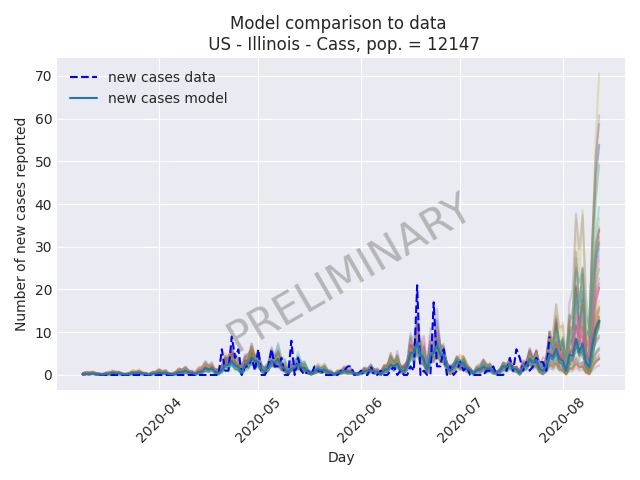 Model comparison to data
US - Illinois - Cass, pop. = 12147
new cases data
new cases model
PRELIMINARY
Number of new cases reported
70
60
50
40
30
20
10
0
2020-04
2020-05
2020-06
2020-07
2020-08
Day